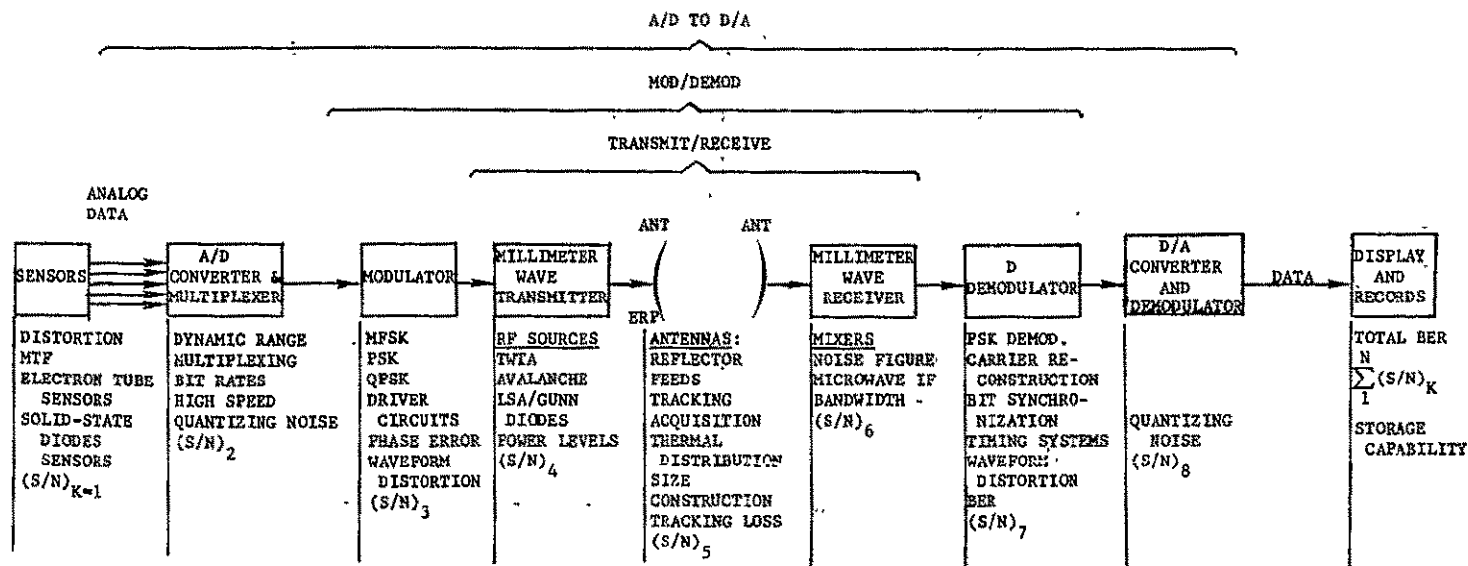 A/D TO D/A
MOD/DEMOD
TRANSMIT/RECEIVE
ANALOG
DATA
SENSORS
DISTORTION
MTF
ELECTRON TUBE
SENSORS
SOLID-STATE
DIODES
SENSORS
(S/N)K=1
A/D
CONVERTER &
MULTIPLEXER
DYNAMIC RANGE
MULTIPLEXING
BIT RATES
HIGH SPEED
QUANTIZING NOISE
(S/N)2
MODULATOR
MFSK
PSK
QPSK
DRIVER
CIRCUITS
PHASE ERROR
WAVEFORM
DISTORTION
(S/N)3
MILLIMETER
WAVE
TRANSMITTER
RF SOURCES
TWTA
AVALANCHE
LSA/GUNN
DIODES
POWER LEVELS
(S/N)4
ANT
ANT
ERP
ANTENNAS:
REFLECTOR
FEEDS
TRACKING
ACQUISITION
THERMAL
DISTRIBUTION
SIZE
CONSTRUCTION
TRACKING LOSS
(S/N)5
MILLIMETER
WAVE
RECEIVER
MIXERS
NOISE FIGURE
MICROWAVE IF
BANDWIDTH
(S/N)6
D
DEMODULATOR
PSK DEMOD.
CARRIER RE-
CONSTRUCTION
BIT SYNCHRO-
NIZATION
TIMING SYSTEMS
WAVEFORM
DISTORTION
BER
(S/N)7
D/A
CONVERTER
AND
DEMODULATOR
QUANTIZING
NOISE
(S/N)8
DATA
DISPLAY
AND
RECORDS
TOTAL BER
N
∑(S/N)K
1
STORAGE
CAPABILITY